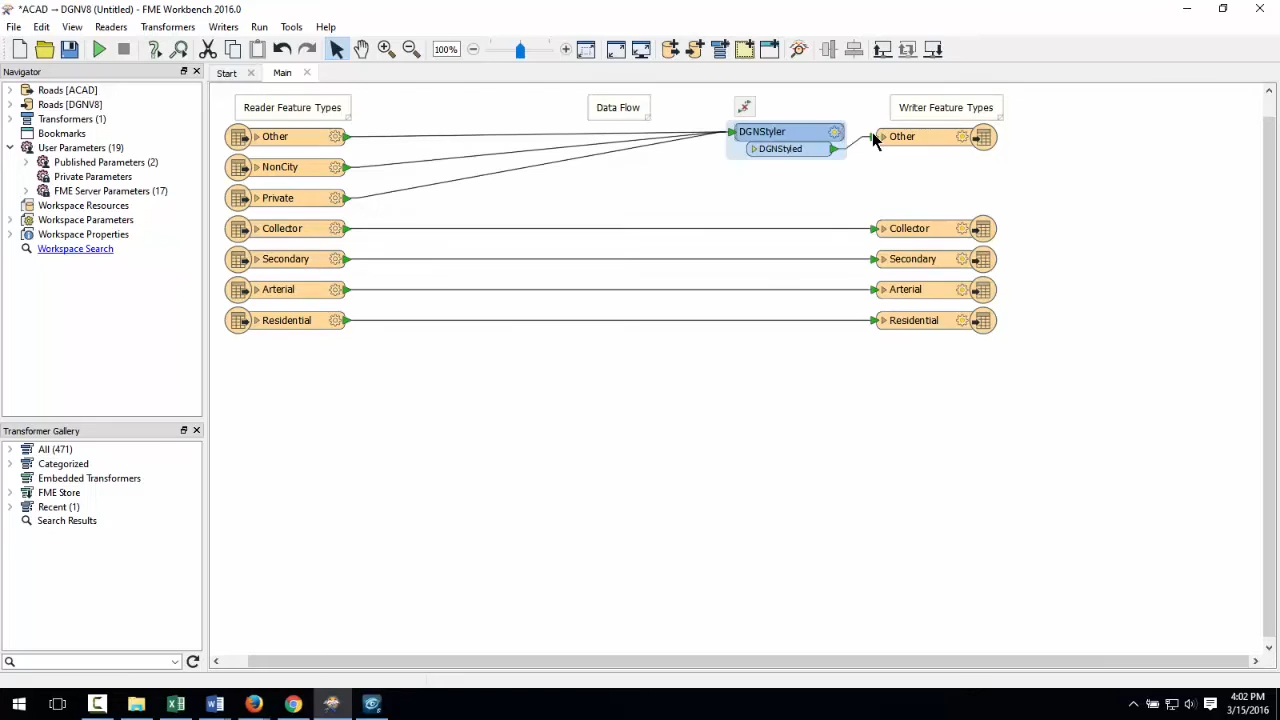 *ACAD → DGNV8 (Untitled) - FME Workbench 2016.0
File Edit View Readers Transformers Writers Run Tools Help
100%
Navigator
Roads [ACAD]
Roads [DGNV8]
Transformers (1)
Bookmarks
User Parameters (19)
Published Parameters (2)
Private Parameters
FME Server Parameters (17)
Workspace Resources
Workspace Parameters
Workspace Properties
Workspace Search
Transformer Gallery
All (471)
Categorized
Embedded Transformers
FME Store
Recent (1)
Search Results
Start Main
Reader Feature Types Data Flow Writer Feature Types
Other DGNStyler Other
DGNStyled
NonCity
Private
Collector Collector
Secondary Secondary
Arterial Arterial
Residential Residential
4:02 PM
3/15/2016